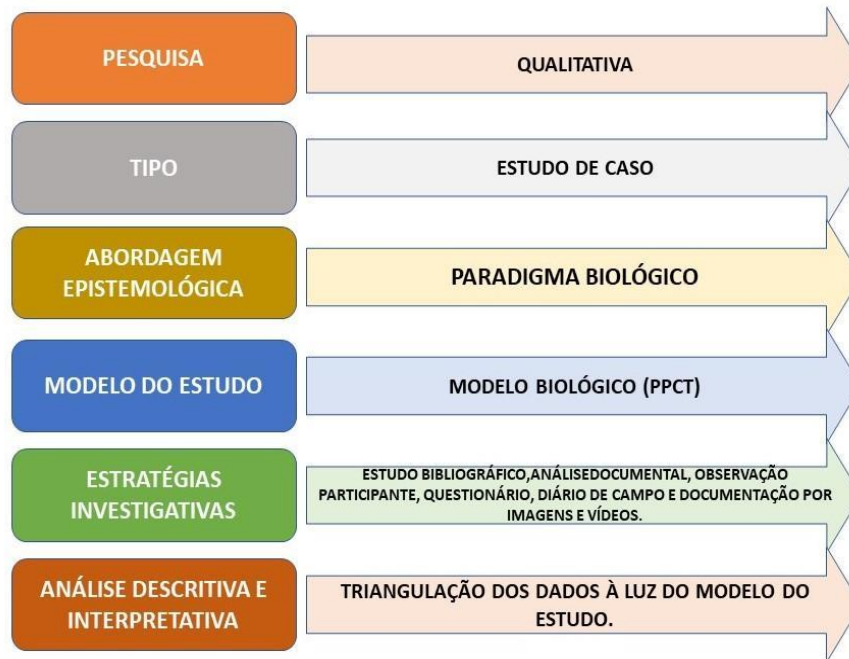 PESQUISA
QUALITATIVA
TIPO
ESTUDO DE CASO
ABORDAGEM
EPISTEMOLÓGICA
PARADIGMA BIOLÓGICO
MODELO DO ESTUDO
MODELO BIOLÓGICO (PPCT)
ESTRATÉGIAS
INVESTIGATIVAS
ESTUDO BIBLIOGRÁFICO,ANÁLISEDOCUMENTAL, OBSERVAÇÃO
PARTICIPANTE, QUESTIONÁRIO, DIÁRIO DE CAMPO E DOCUMENTAÇÃO POR
IMAGENS E VÍDEOS.
ANÁLISE DESCRITIVA E
INTERPRETATIVA
TRIANGULAÇÃO DOS DADOS À LUZ DO MODELO DO
ESTUDO.